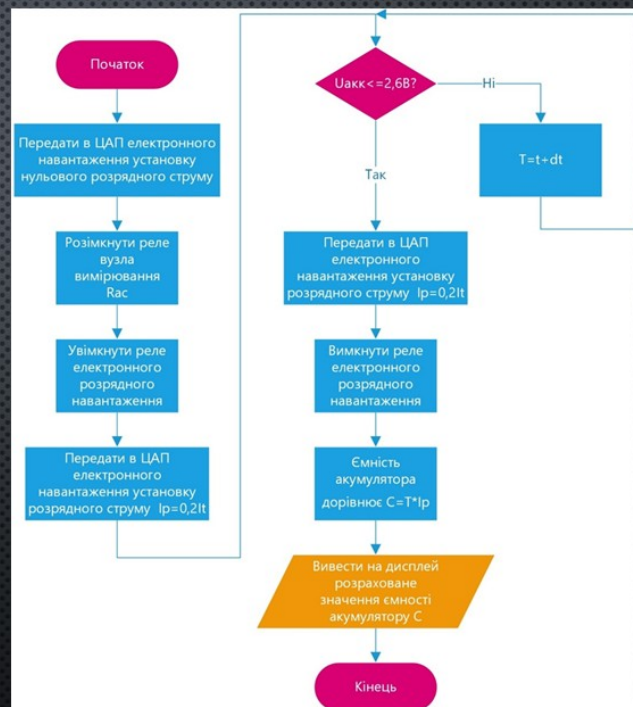 Початок
Передати в ЦАП електронного
навантаження установку
нульового розрядного струму
Розімкнути реле
вузла
вимірювання
Rac
Увімкнути реле
електронного
розрядного
навантаження
Передати в ЦАП
електронного
навантаження установку
розрядного струму Ip=0,2It
Uакк<=2,6В?
Ні
T=t+dt
Так
Передати в ЦАП
електронного
навантаження установку
розрядного струму Ip=0,2It
Вимкнути реле
електронного
розрядного
навантаження
Ємність
акумулятора
дорівнює C=T*Ip
Вивести на дисплей
розраховане
значення ємності
акумулятору С
Кінець